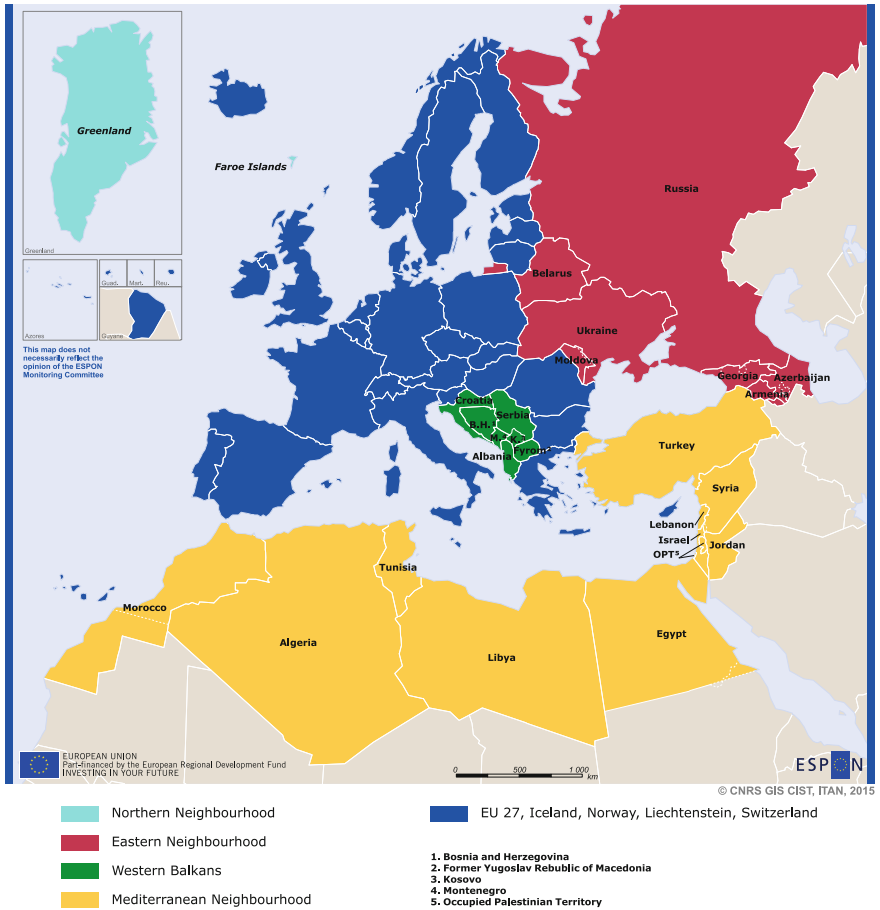 Greenland
Faroe Islands
Greenland
Azores
Guad.
Mart.
Reu.
Guyane
This map does not
necessarily reflect the
opinion of the ESPON
Monitoring Committee
Russia
Belarus
Ukraine
Moldova
Georgia
Azerbaijan
Armenia
Croatia
Serbia
B.H.¹
M.⁴
K.³
Fyrom²
Albania
Turkey
Syria
Lebanon
Israel
OPT⁵
Jordan
Tunisia
Morocco
Algeria
Libya
Egypt
EUROPEAN UNION
Part-financed by the European Regional Development Fund
INVESTING IN YOUR FUTURE
0 500 1 000
km
ESPON
© CNRS GIS CIST, ITAN, 2015
Northern Neighbourhood
Eastern Neighbourhood
Western Balkans
Mediterranean Neighbourhood
EU 27, Iceland, Norway, Liechtenstein, Switzerland
1. Bosnia and Herzegovina
2. Former Yugoslav Rebublic of Macedonia
3. Kosovo
4. Montenegro
5. Occupied Palestinian Territory